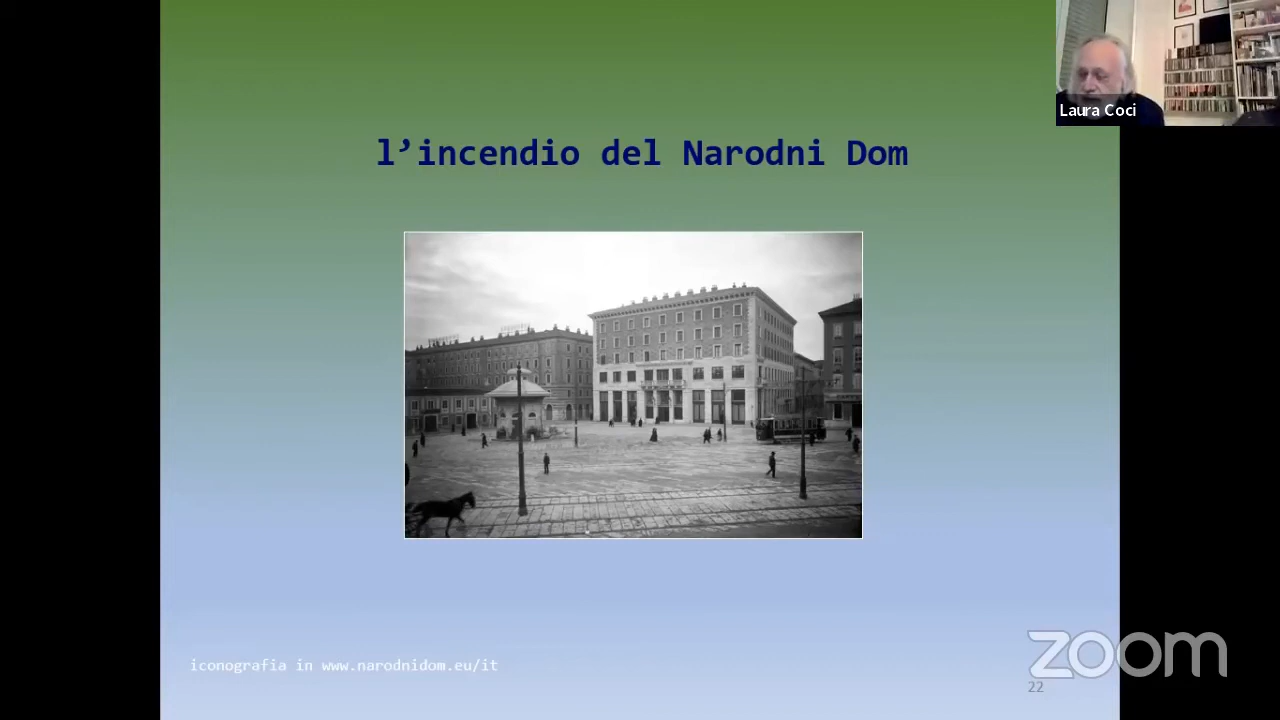 Laura Coci
l’incendio del Narodni Dom
iconografia in www.narodnidom.eu/it
zoom
22